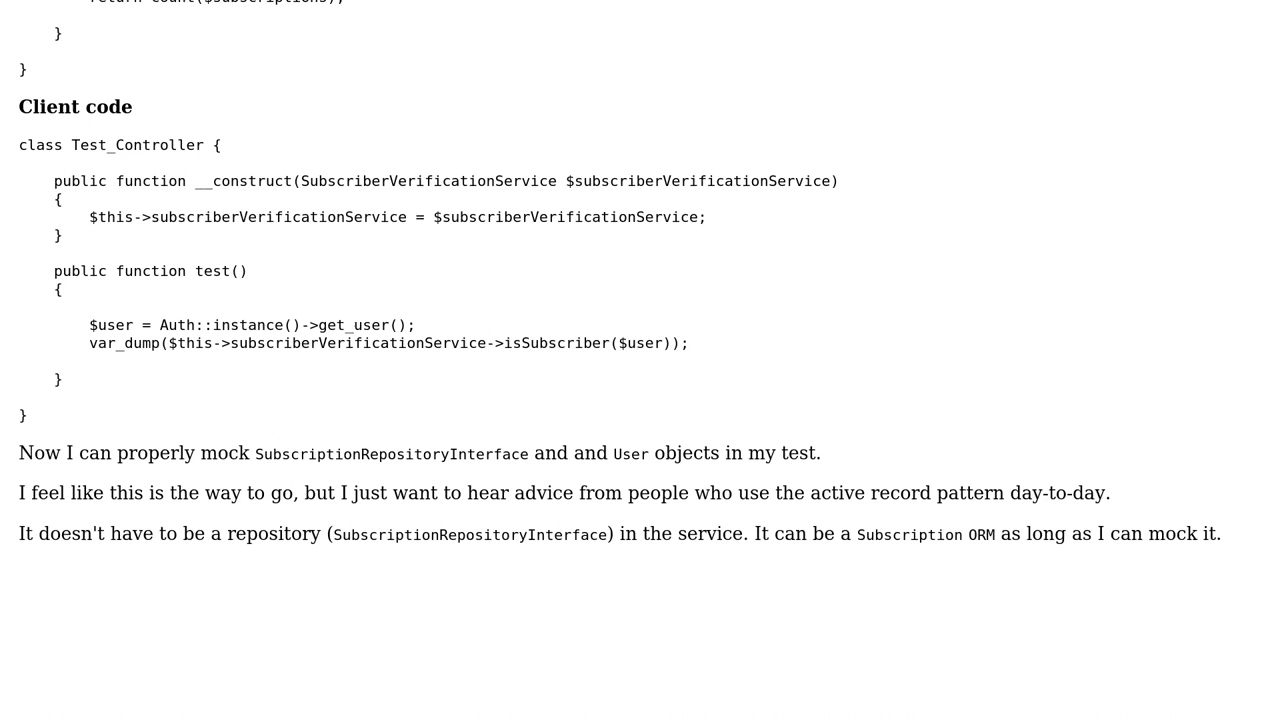 return count($subscriptions);
}
}
Client code
class Test_Controller {
public function __construct(SubscriberVerificationService $subscriberVerificationService)
{
$this->subscriberVerificationService = $subscriberVerificationService;
}
public function test()
{
$user = Auth::instance()->get_user();
var_dump($this->subscriberVerificationService->isSubscriber($user));
}
}
Now I can properly mock SubscriptionRepositoryInterface and and User objects in my test.
I feel like this is the way to go, but I just want to hear advice from people who use the active record pattern day-to-day.
It doesn't have to be a repository (SubscriptionRepositoryInterface) in the service. It can be a Subscription ORM as long as I can mock it.